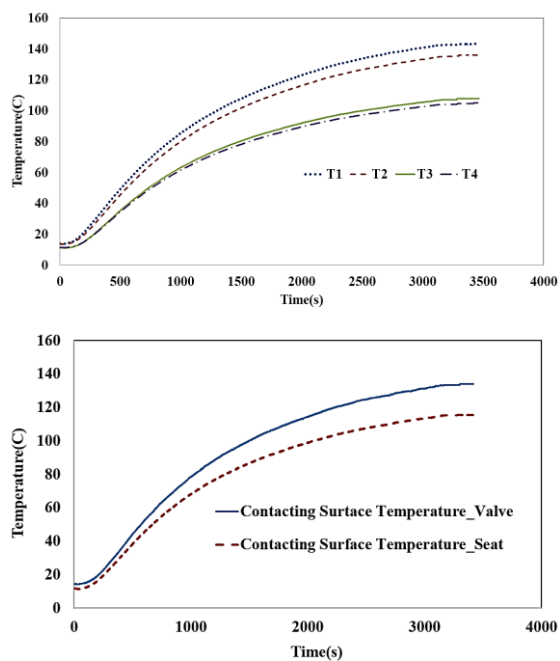 160
140
120
100
80
60
40
20
0
Temperature(C)
T1 T2 T3 T4
0 500 1000 1500 2000 2500 3000 3500 4000
Time(s)
160
140
120
100
80
60
40
20
0
Temperature(C)
Contacting Surtace Temperature_Valve
Contacting Surface Temperature_Seat
0 1000 2000 3000 4000
Time(s)